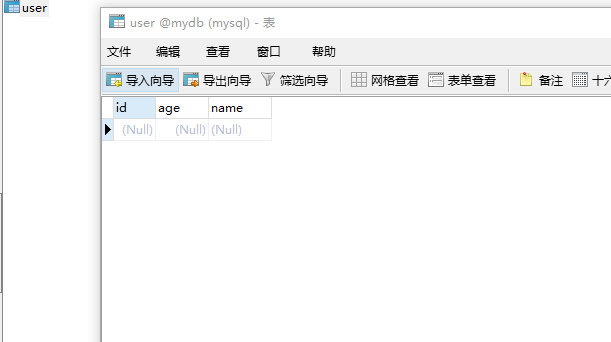 user
user @mydb (mysql) - 表
文件 编辑 查看 窗口 帮助
导入向导 导出向导 筛选向导 网格查看 表单查看 备注 十六
id age name
(Null) (Null) (Null)